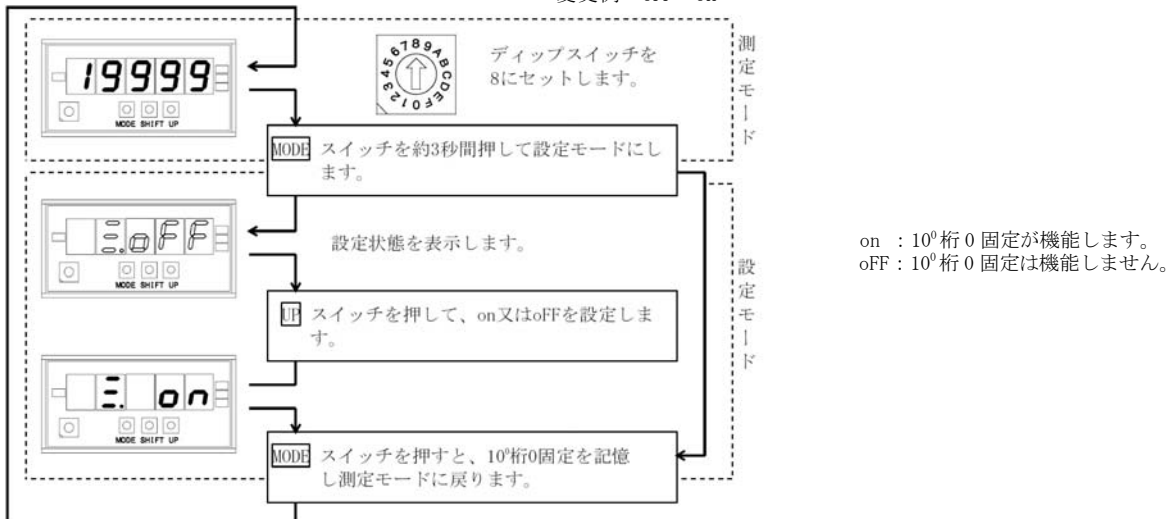 19999
MODE SHIFT UP
0123456789ABCDEF
ディップスイッチを
8にセットします。
測定モード
MODE スイッチを約3秒間押して設定モードにし
ます。
oFF
MODE SHIFT UP
設定状態を表示します。
on : 10⁰桁 0 固定が機能します。
oFF : 10⁰桁 0 固定は機能しません。
設定モード
UP スイッチを押して、on又はoFFを設定しま
す。
on
MODE SHIFT UP
MODE スイッチを押すと、10⁰桁0固定を記憶
し測定モードに戻ります。